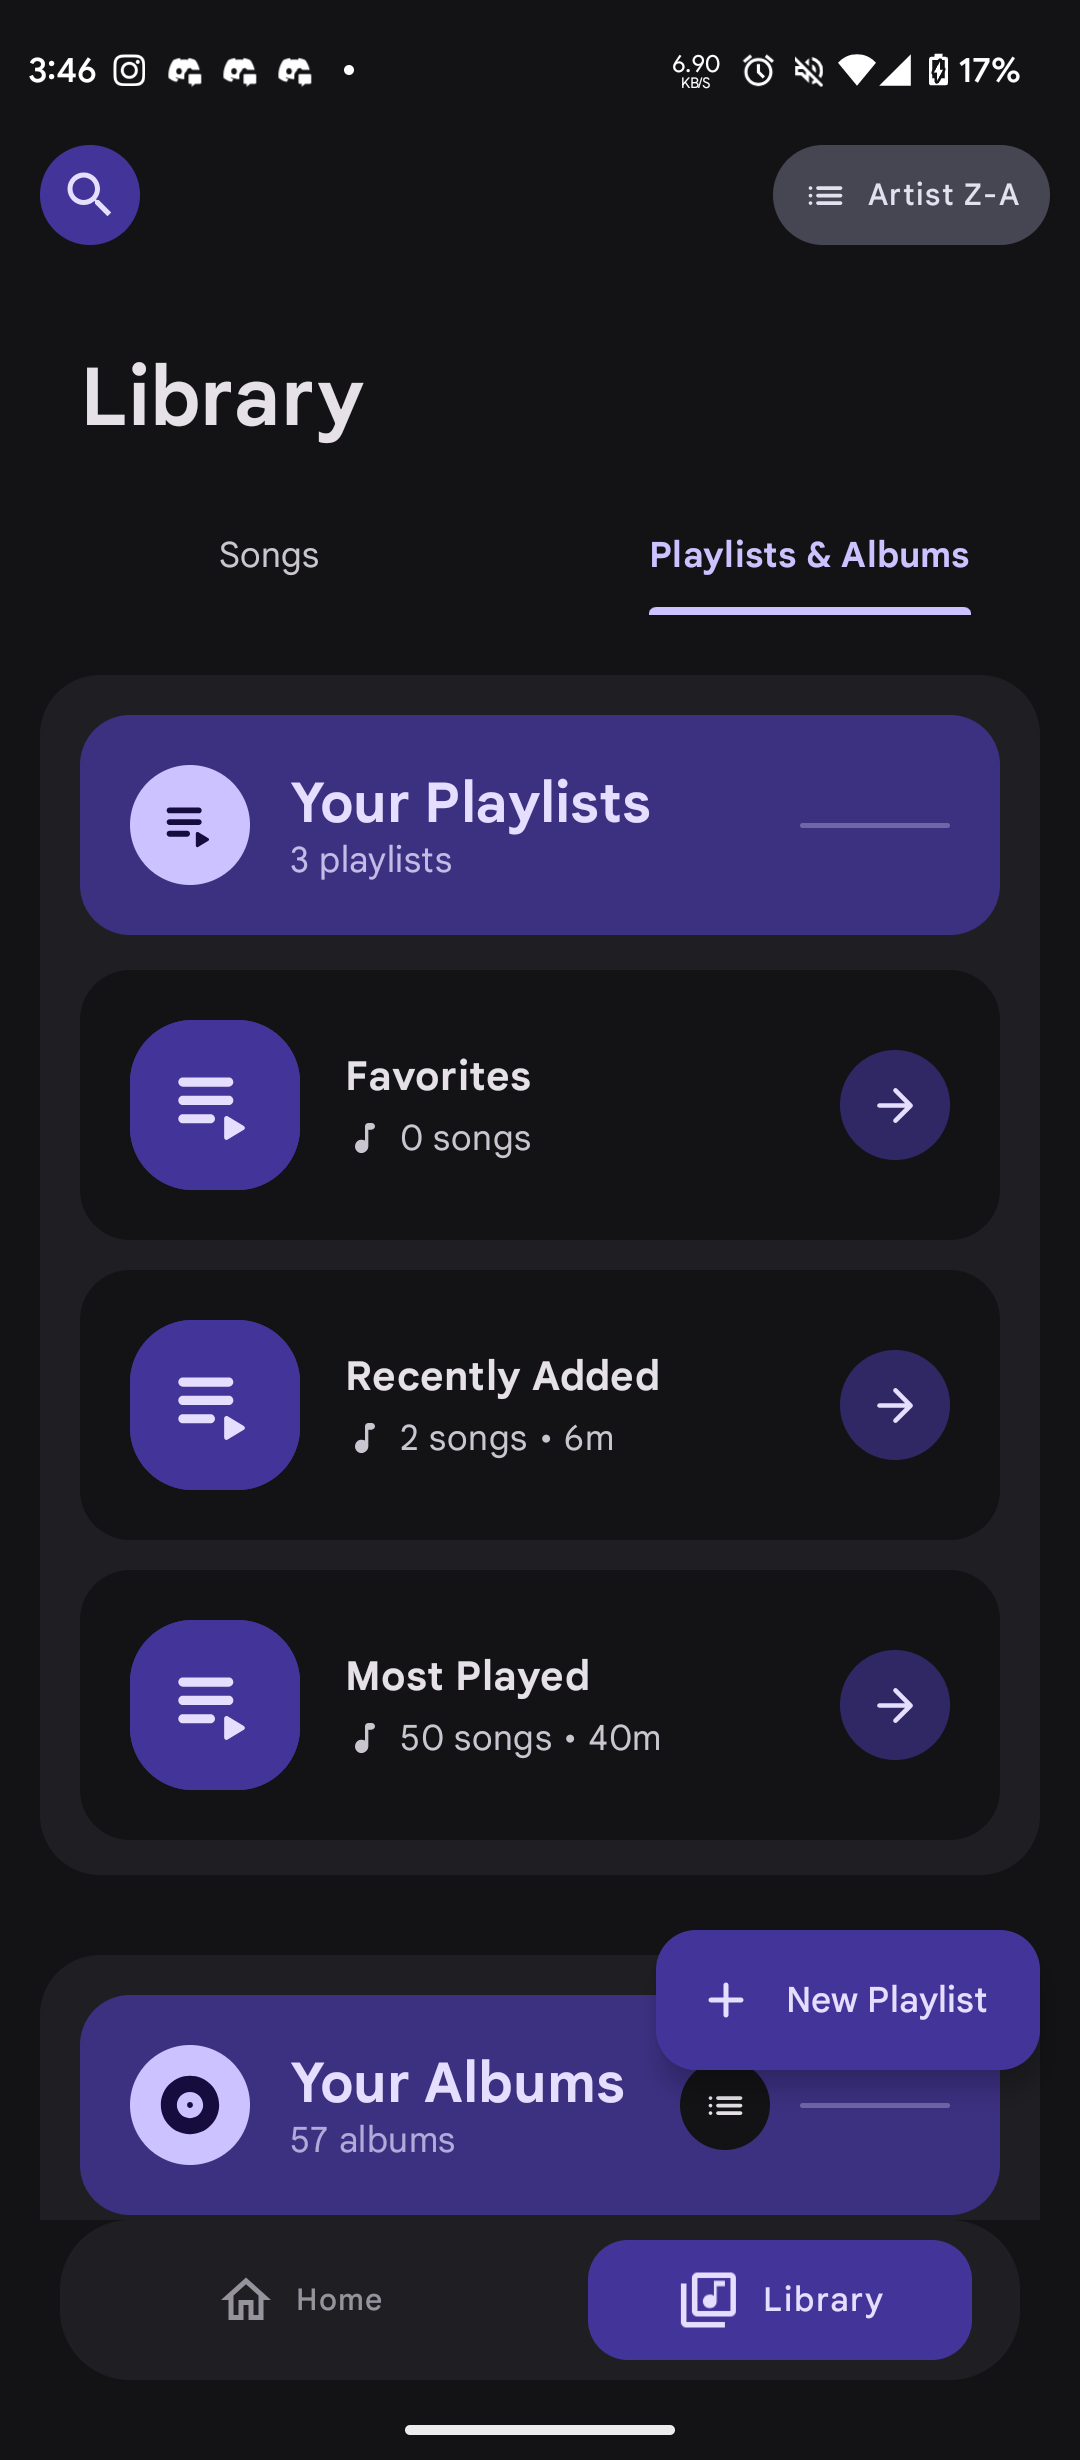 3:46
6.90
KB/S
17%
Artist Z-A
Library
Songs
Playlists & Albums
Your Playlists
3 playlists
Favorites
0 songs
Recently Added
2 songs • 6m
Most Played
50 songs • 40m
New Playlist
Your Albums
57 albums
Home
Library